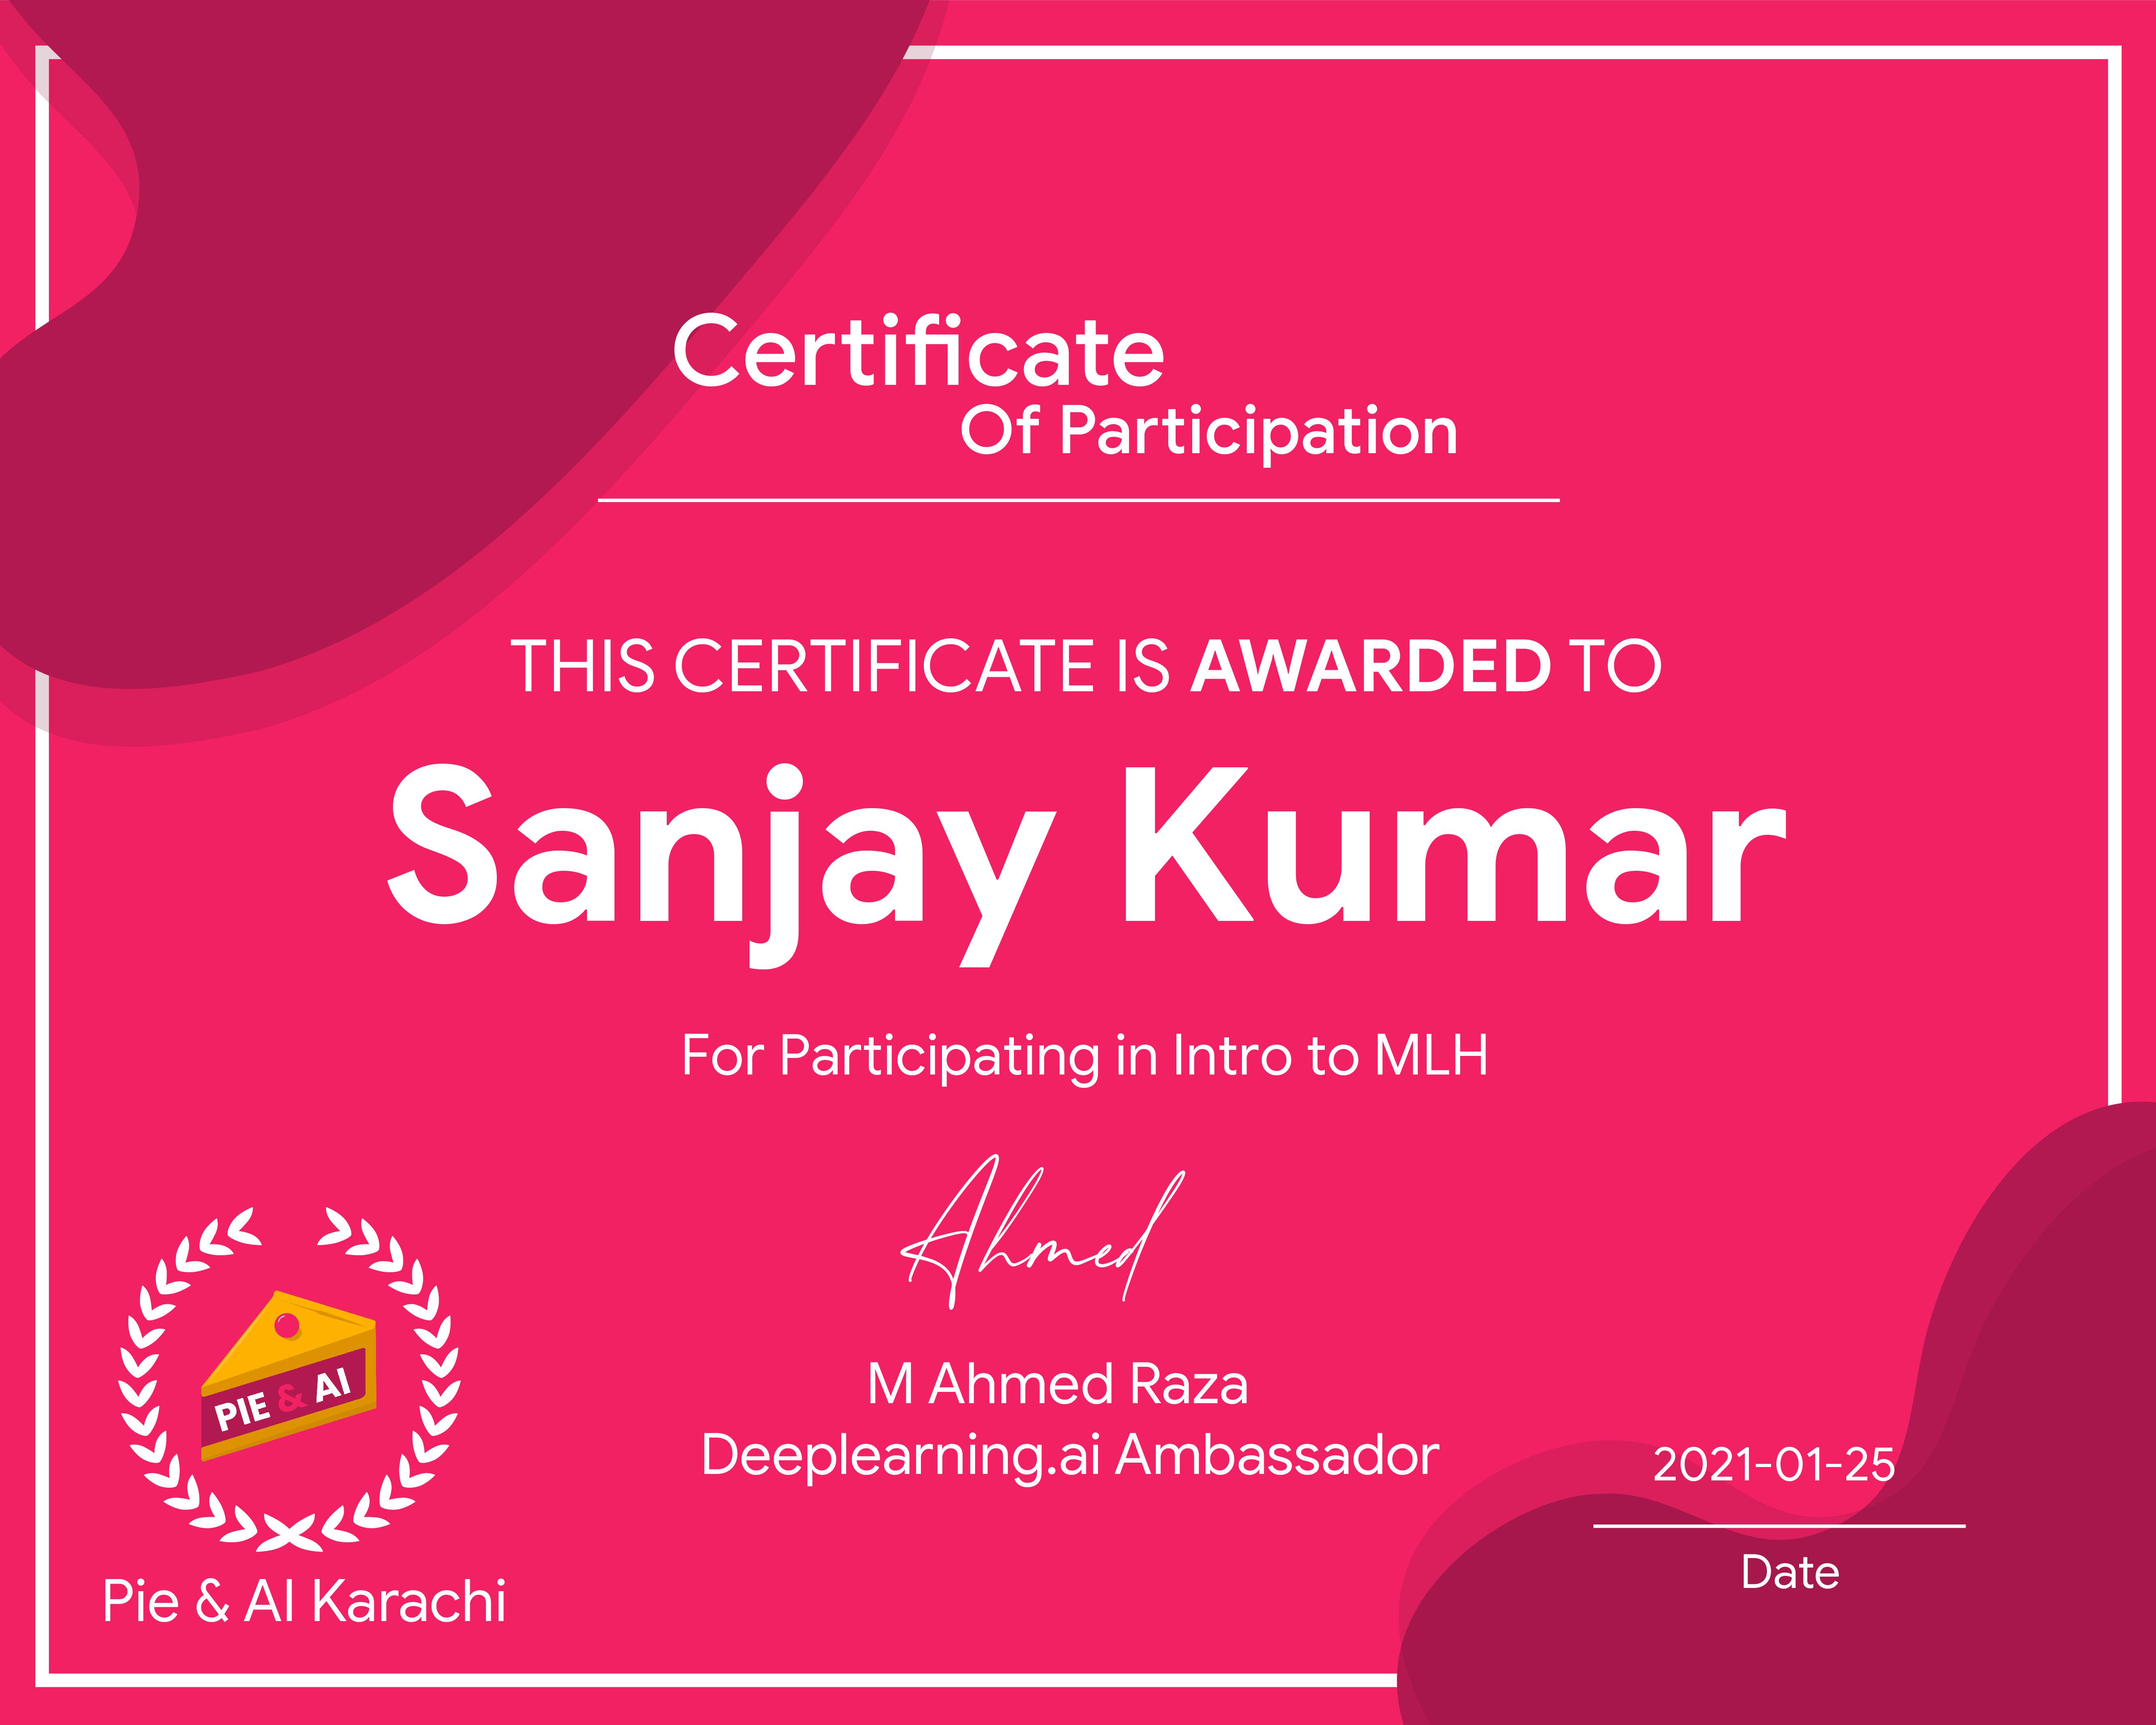 Certificate
Of Participation
THIS CERTIFICATE IS AWARDED TO
Sanjay Kumar
For Participating in Intro to MLH
Ahmed
M Ahmed Raza
Deeplearning.ai Ambassador
PIE & AI
Pie & AI Karachi
2021-01-25
Date